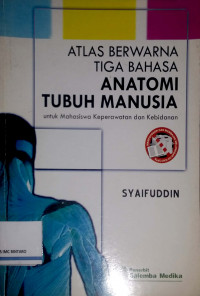 ATLAS BERWARNA
TIGA BAHASA
ANATOMI
TUBUH MANUSIA
untuk Mahasiswa Keperawatan dan Kebidanan
SYAIFUDDIN
Penerbit
Salemba Medika